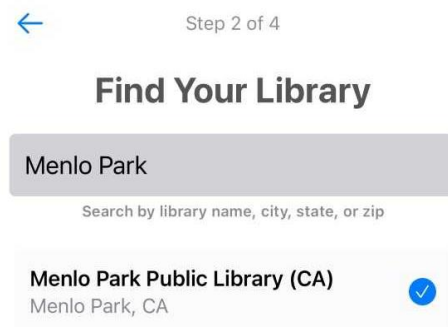 Step 2 of 4
Find Your Library
Menlo Park
Search by library name, city, state, or zip
Menlo Park Public Library (CA)
Menlo Park, CA